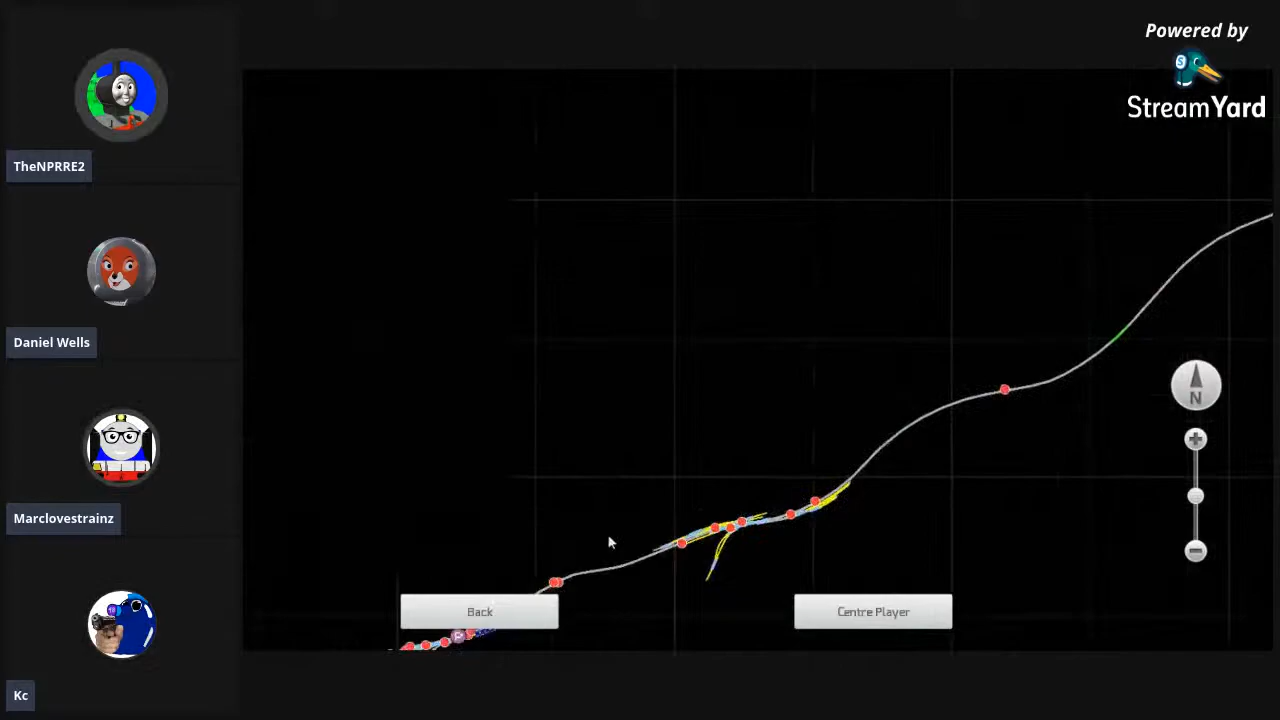 Powered by
StreamYard
TheNPRRE2
Daniel Wells
Marclovestrainz
Kc
N
Back
Centre Player